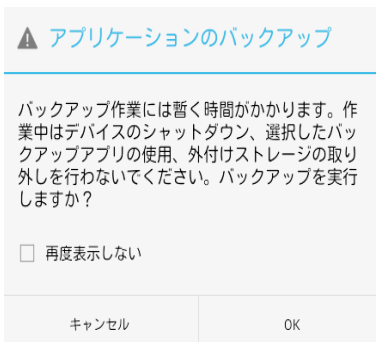 アプリケーションのバックアップ
バックアップ作業には暫く時間がかかります。作
業中はデバイスのシャットダウン、選択したバッ
クアップアプリの使用、外付けストレージの取り
外しを行わないでください。バックアップを実行
しますか？
再度表示しない
キャンセル
OK